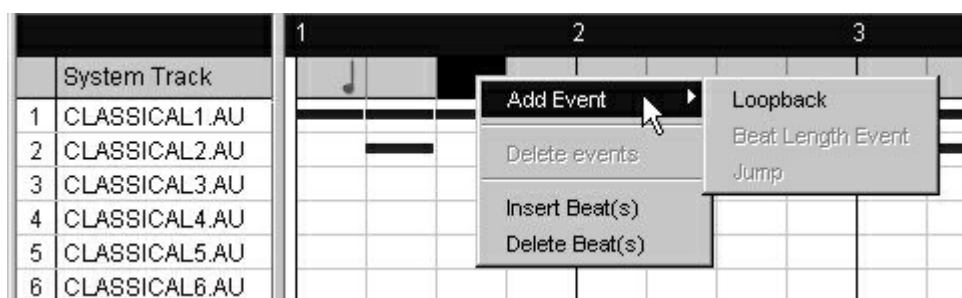 1 2 3
System Track
1 CLASSICAL1.AU
2 CLASSICAL2.AU
3 CLASSICAL3.AU
4 CLASSICAL4.AU
5 CLASSICAL5.AU
6 CLASSICAL6.AU
Add Event
Delete events
Insert Beat(s)
Delete Beat(s)
Loopback
Beat Length Event
Jump